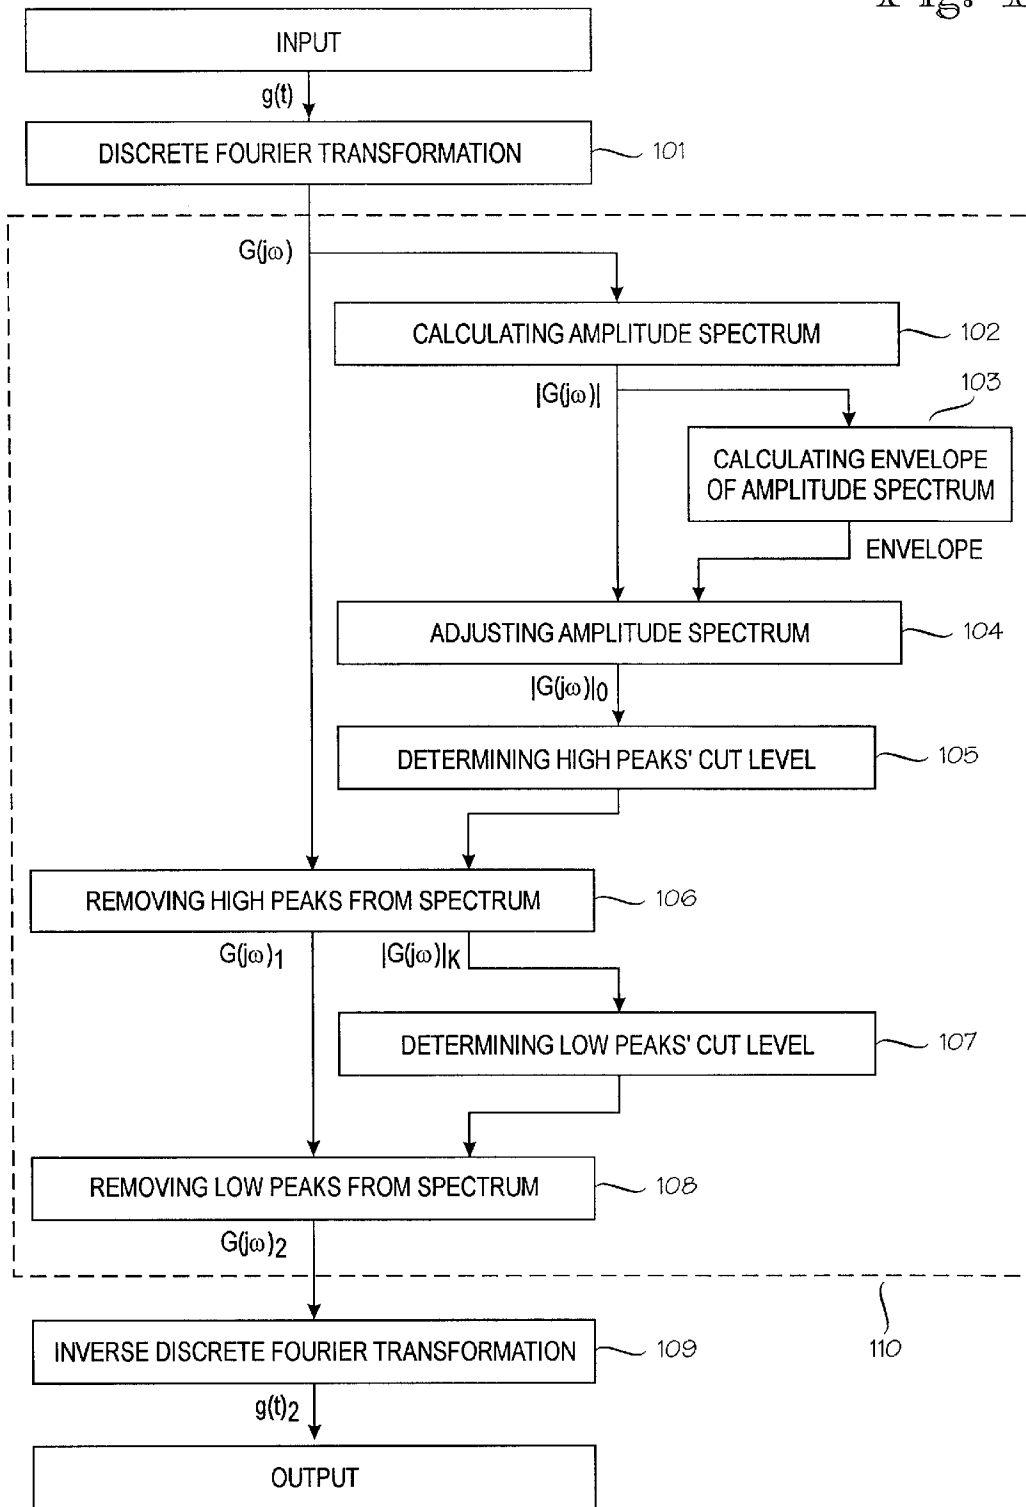 Fig. 1
INPUT
g(t)
DISCRETE FOURIER TRANSFORMATION
101
G(jω)
CALCULATING AMPLITUDE SPECTRUM
102
|G(jω)|
103
CALCULATING ENVELOPE
OF AMPLITUDE SPECTRUM
ENVELOPE
ADJUSTING AMPLITUDE SPECTRUM
104
|G(jω)|0
DETERMINING HIGH PEAKS' CUT LEVEL
105
REMOVING HIGH PEAKS FROM SPECTRUM
106
G(jω)1
|G(jω)|K
DETERMINING LOW PEAKS' CUT LEVEL
107
REMOVING LOW PEAKS FROM SPECTRUM
108
G(jω)2
INVERSE DISCRETE FOURIER TRANSFORMATION
109
110
g(t)2
OUTPUT